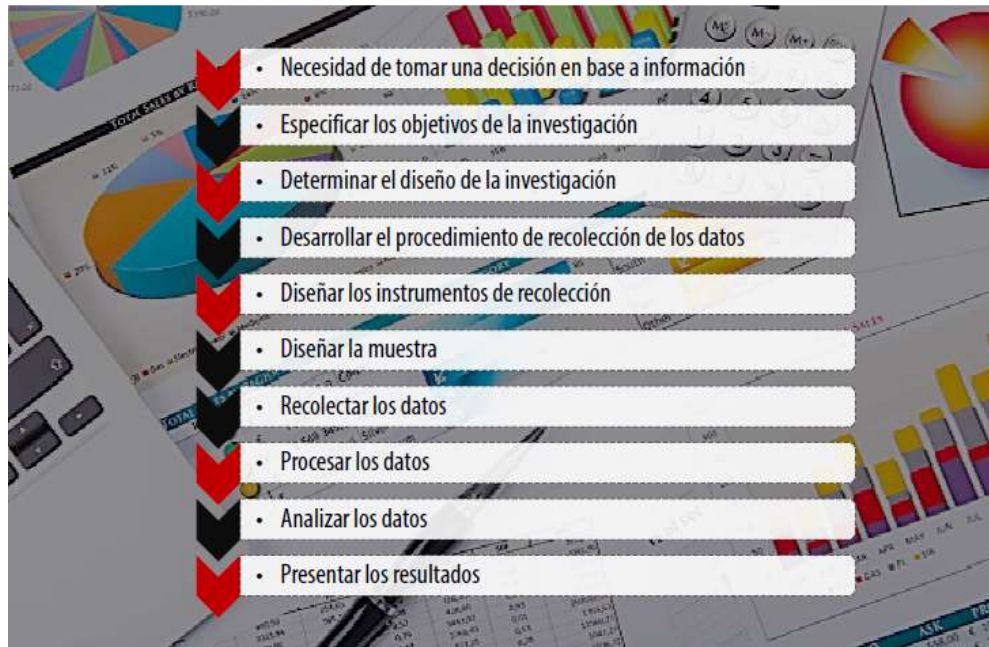 • Necesidad de tomar una decisión en base a información
• Especificar los objetivos de la investigación
• Determinar el diseño de la investigación
• Desarrollar el procedimiento de recolección de los datos
• Diseñar los instrumentos de recolección
• Diseñar la muestra
• Recolectar los datos
• Procesar los datos
• Analizar los datos
• Presentar los resultados